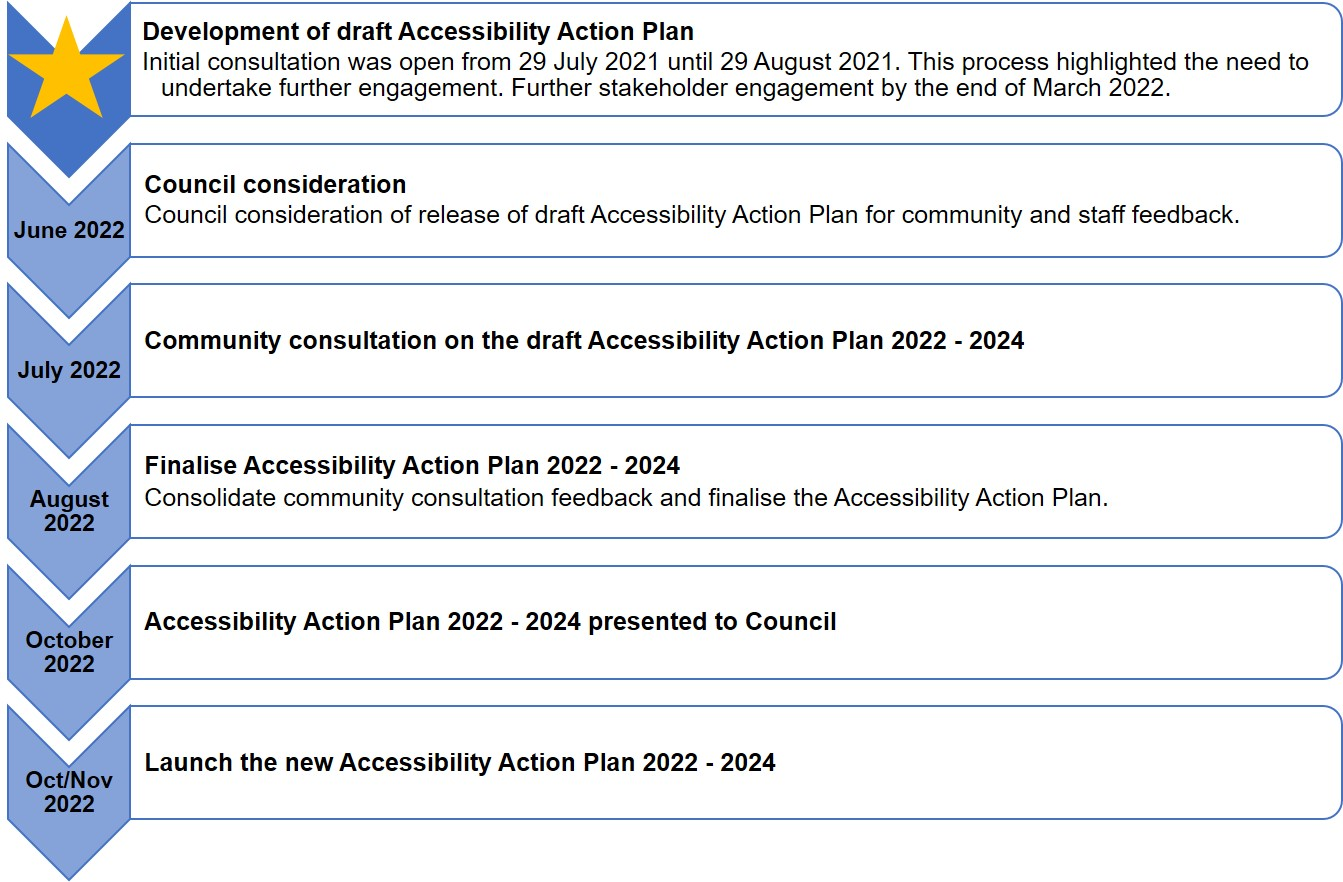 Development of draft Accessibility Action Plan
Initial consultation was open from 29 July 2021 until 29 August 2021. This process highlighted the need to
undertake further engagement. Further stakeholder engagement by the end of March 2022.
June 2022
Council consideration
Council consideration of release of draft Accessibility Action Plan for community and staff feedback.
July 2022
Community consultation on the draft Accessibility Action Plan 2022 - 2024
August
2022
Finalise Accessibility Action Plan 2022 - 2024
Consolidate community consultation feedback and finalise the Accessibility Action Plan.
October
2022
Accessibility Action Plan 2022 - 2024 presented to Council
Oct/Nov
2022
Launch the new Accessibility Action Plan 2022 - 2024